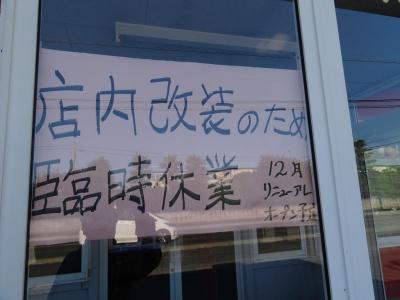 店内改装のため
臨時休業
12月
リニューアル
オープン予定